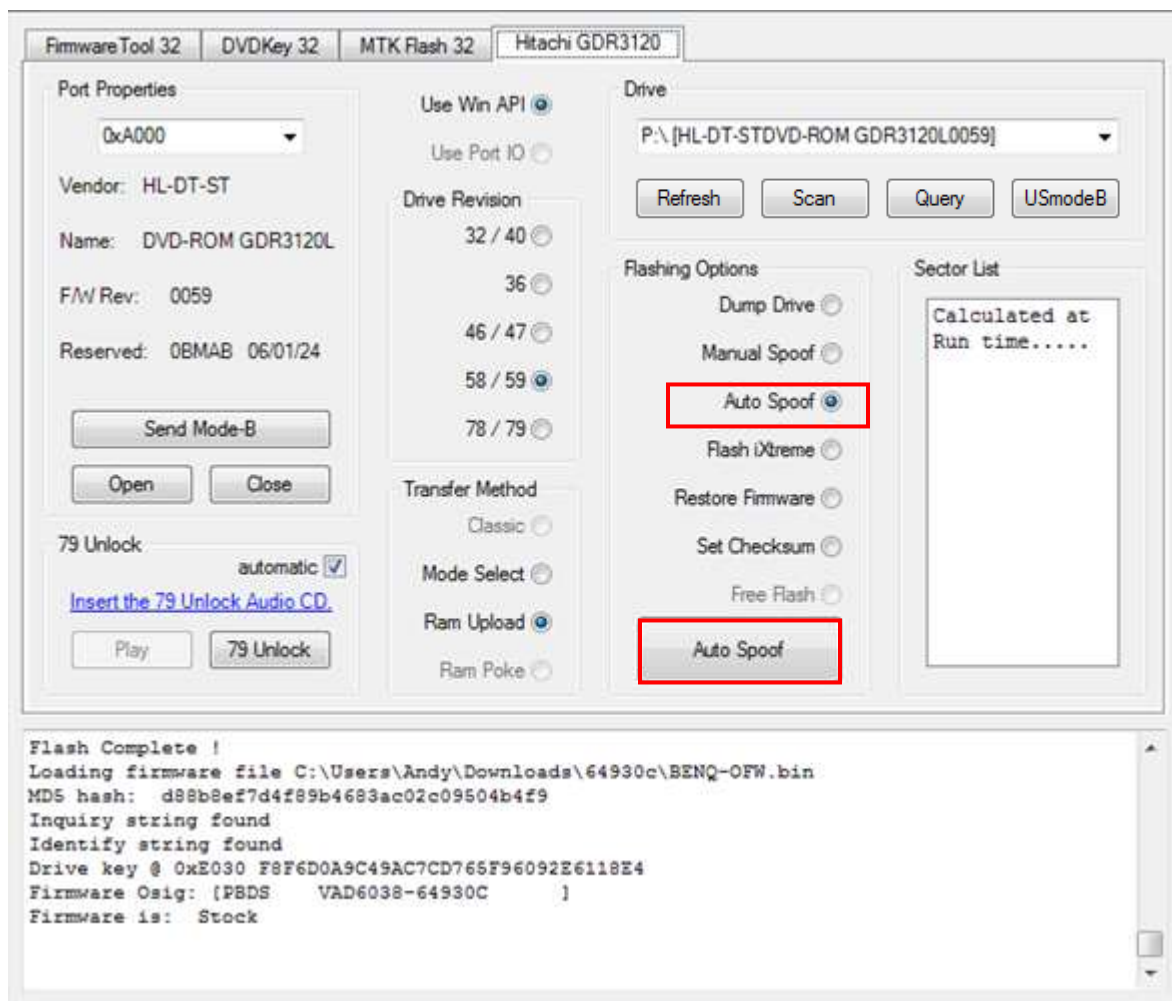 Firmware Tool 32 DVDKey 32 MTK Flash 32 Hitachi GDR3120
Port Properties
0xA000
Vendor: HL-DT-ST
Name: DVD-ROM GDR3120L
F/W Rev: 0059
Reserved: 0BMAB 06/01/24
Send Mode-B
Open Close
79 Unlock
automatic
Insert the 79 Unlock Audio CD.
Play 79 Unlock
Use Win API
Use Port IO
Drive Revision
32 / 40
36
46 / 47
58 / 59
78 / 79
Transfer Method
Classic
Mode Select
Ram Upload
Ram Poke
Drive
P:\ [HL-DT-STDVD-ROM GDR3120L0059]
Refresh Scan Query USmodeB
Flashing Options
Dump Drive
Manual Spoof
Auto Spoof
Flash iXtreme
Restore Firmware
Set Checksum
Free Flash
Auto Spoof
Sector List
Calculated at
Run time.....
Flash Complete !
Loading firmware file C:\Users\Andy\Downloads\64930c\BENQ-OFW.bin
MD5 hash: d88b8ef7d4f89b4683ac02c09504b4f9
Inquiry string found
Identify string found
Drive key @ 0xE030 F8F6D0A9C49AC7CD765F96092E6118E4
Firmware Osig: [PBDS VAD6038-64930C ]
Firmware is: Stock